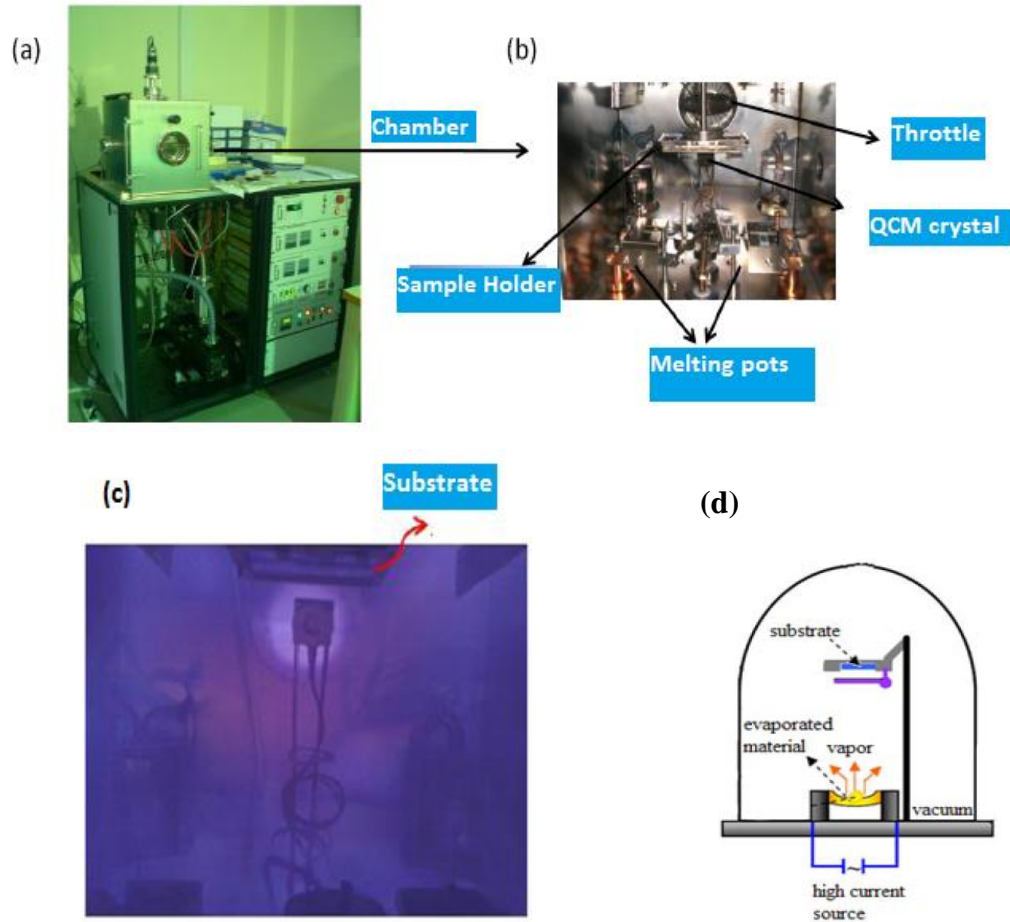 (a)
(b)
Chamber
Throttle
QCM crystal
Sample Holder
Melting pots
(c)
Substrate
(d)
substrate
evaporated
material
vapor
vacuum
~
high current
source